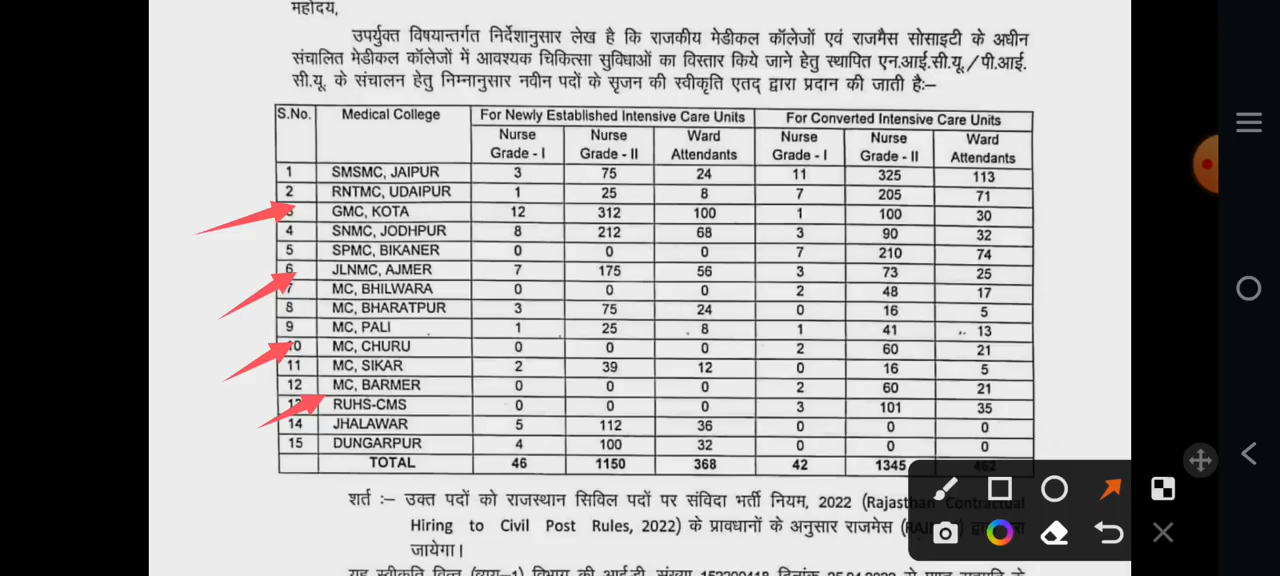 महोदय,
उपर्युक्त विषयान्तर्गत निर्देशानुसार लेख है कि राजकीय मेडीकल कॉलेजों एवं राजमैस सोसाइटी के अधीन
संचालित मेडीकल कॉलेजों में आवश्यक चिकित्सा सुविधाओं का विस्तार किये जाने हेतु स्थापित एन.आई.सी.यू./पी.आई.
सी.यू. के संचालन हेतु निम्नानुसार नवीन पदों के सृजन की स्वीकृति एतद् द्वारा प्रदान की जाती है:–
S.No. Medical College For Newly Established Intensive Care Units For Converted Intensive Care Units
Nurse Grade - I Nurse Grade - II Ward Attendants Nurse Grade - I Nurse Grade - II Ward Attendants
1 SMSMC, JAIPUR 3 75 24 11 325 113
2 RNTMC, UDAIPUR 1 25 8 7 205 71
3 GMC, KOTA 12 312 100 1 100 30
4 SNMC, JODHPUR 8 212 68 3 90 32
5 SPMC, BIKANER 0 0 0 7 210 74
6 JLNMC, AJMER 7 175 56 3 73 25
7 MC, BHILWARA 0 0 0 2 48 17
8 MC, BHARATPUR 3 75 24 0 16 5
9 MC, PALI 1 25 8 1 41 13
10 MC, CHURU 0 0 0 2 60 21
11 MC, SIKAR 2 39 12 0 16 5
12 MC, BARMER 0 0 0 2 60 21
13 RUHS-CMS 0 0 0 3 101 35
14 JHALAWAR 5 112 36 0 0 0
15 DUNGARPUR 4 100 32 0 0 0
TOTAL 46 1150 368 42 1345 462
शर्त :– उक्त पदों को राजस्थान सिविल पदों पर संविदा भर्ती नियम, 2022 (Rajasthan Contractual
Hiring to Civil Post Rules, 2022) के प्रावधानों के अनुसार राजमेस द्वारा
जायेगा।